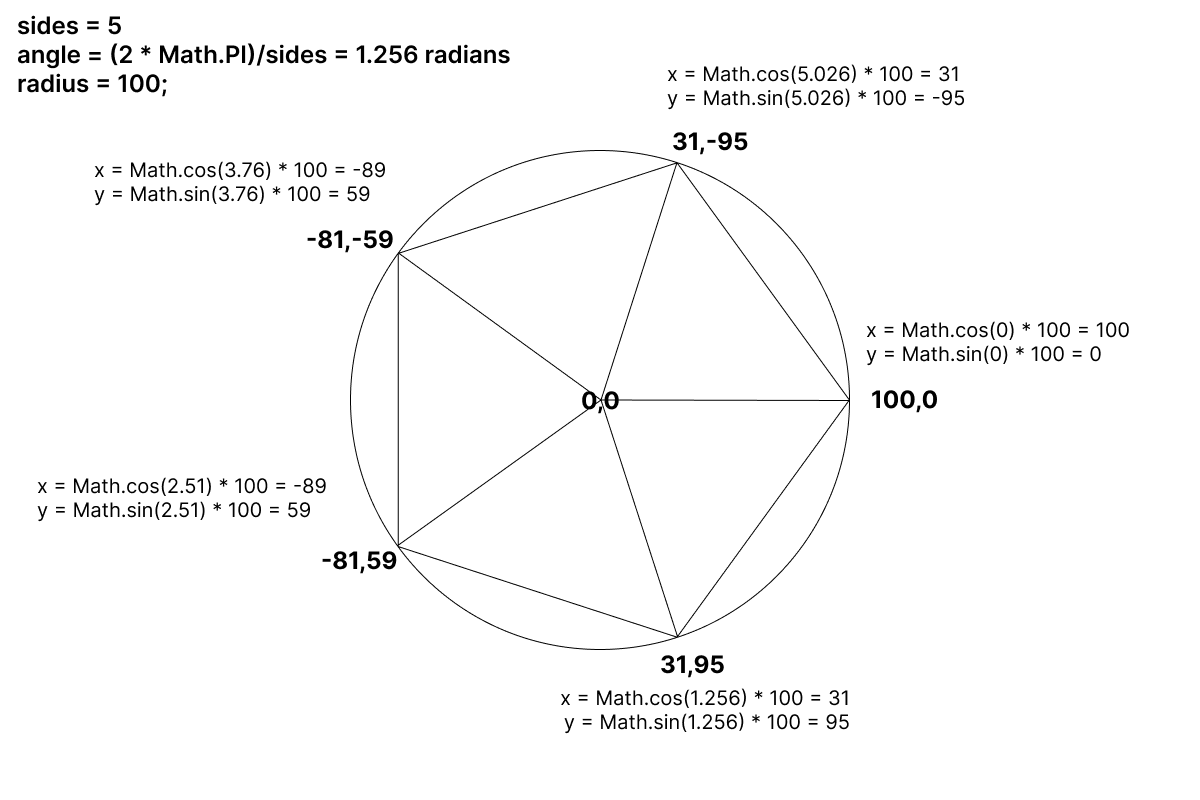 sides = 5
angle = (2 * Math.PI)/sides = 1.256 radians
radius = 100;
x = Math.cos(5.026) * 100 = 31
y = Math.sin(5.026) * 100 = -95
31,-95
x = Math.cos(3.76) * 100 = -89
y = Math.sin(3.76) * 100 = 59
-81,-59
x = Math.cos(0) * 100 = 100
y = Math.sin(0) * 100 = 0
0,0
100,0
x = Math.cos(2.51) * 100 = -89
y = Math.sin(2.51) * 100 = 59
-81,59
31,95
x = Math.cos(1.256) * 100 = 31
y = Math.sin(1.256) * 100 = 95